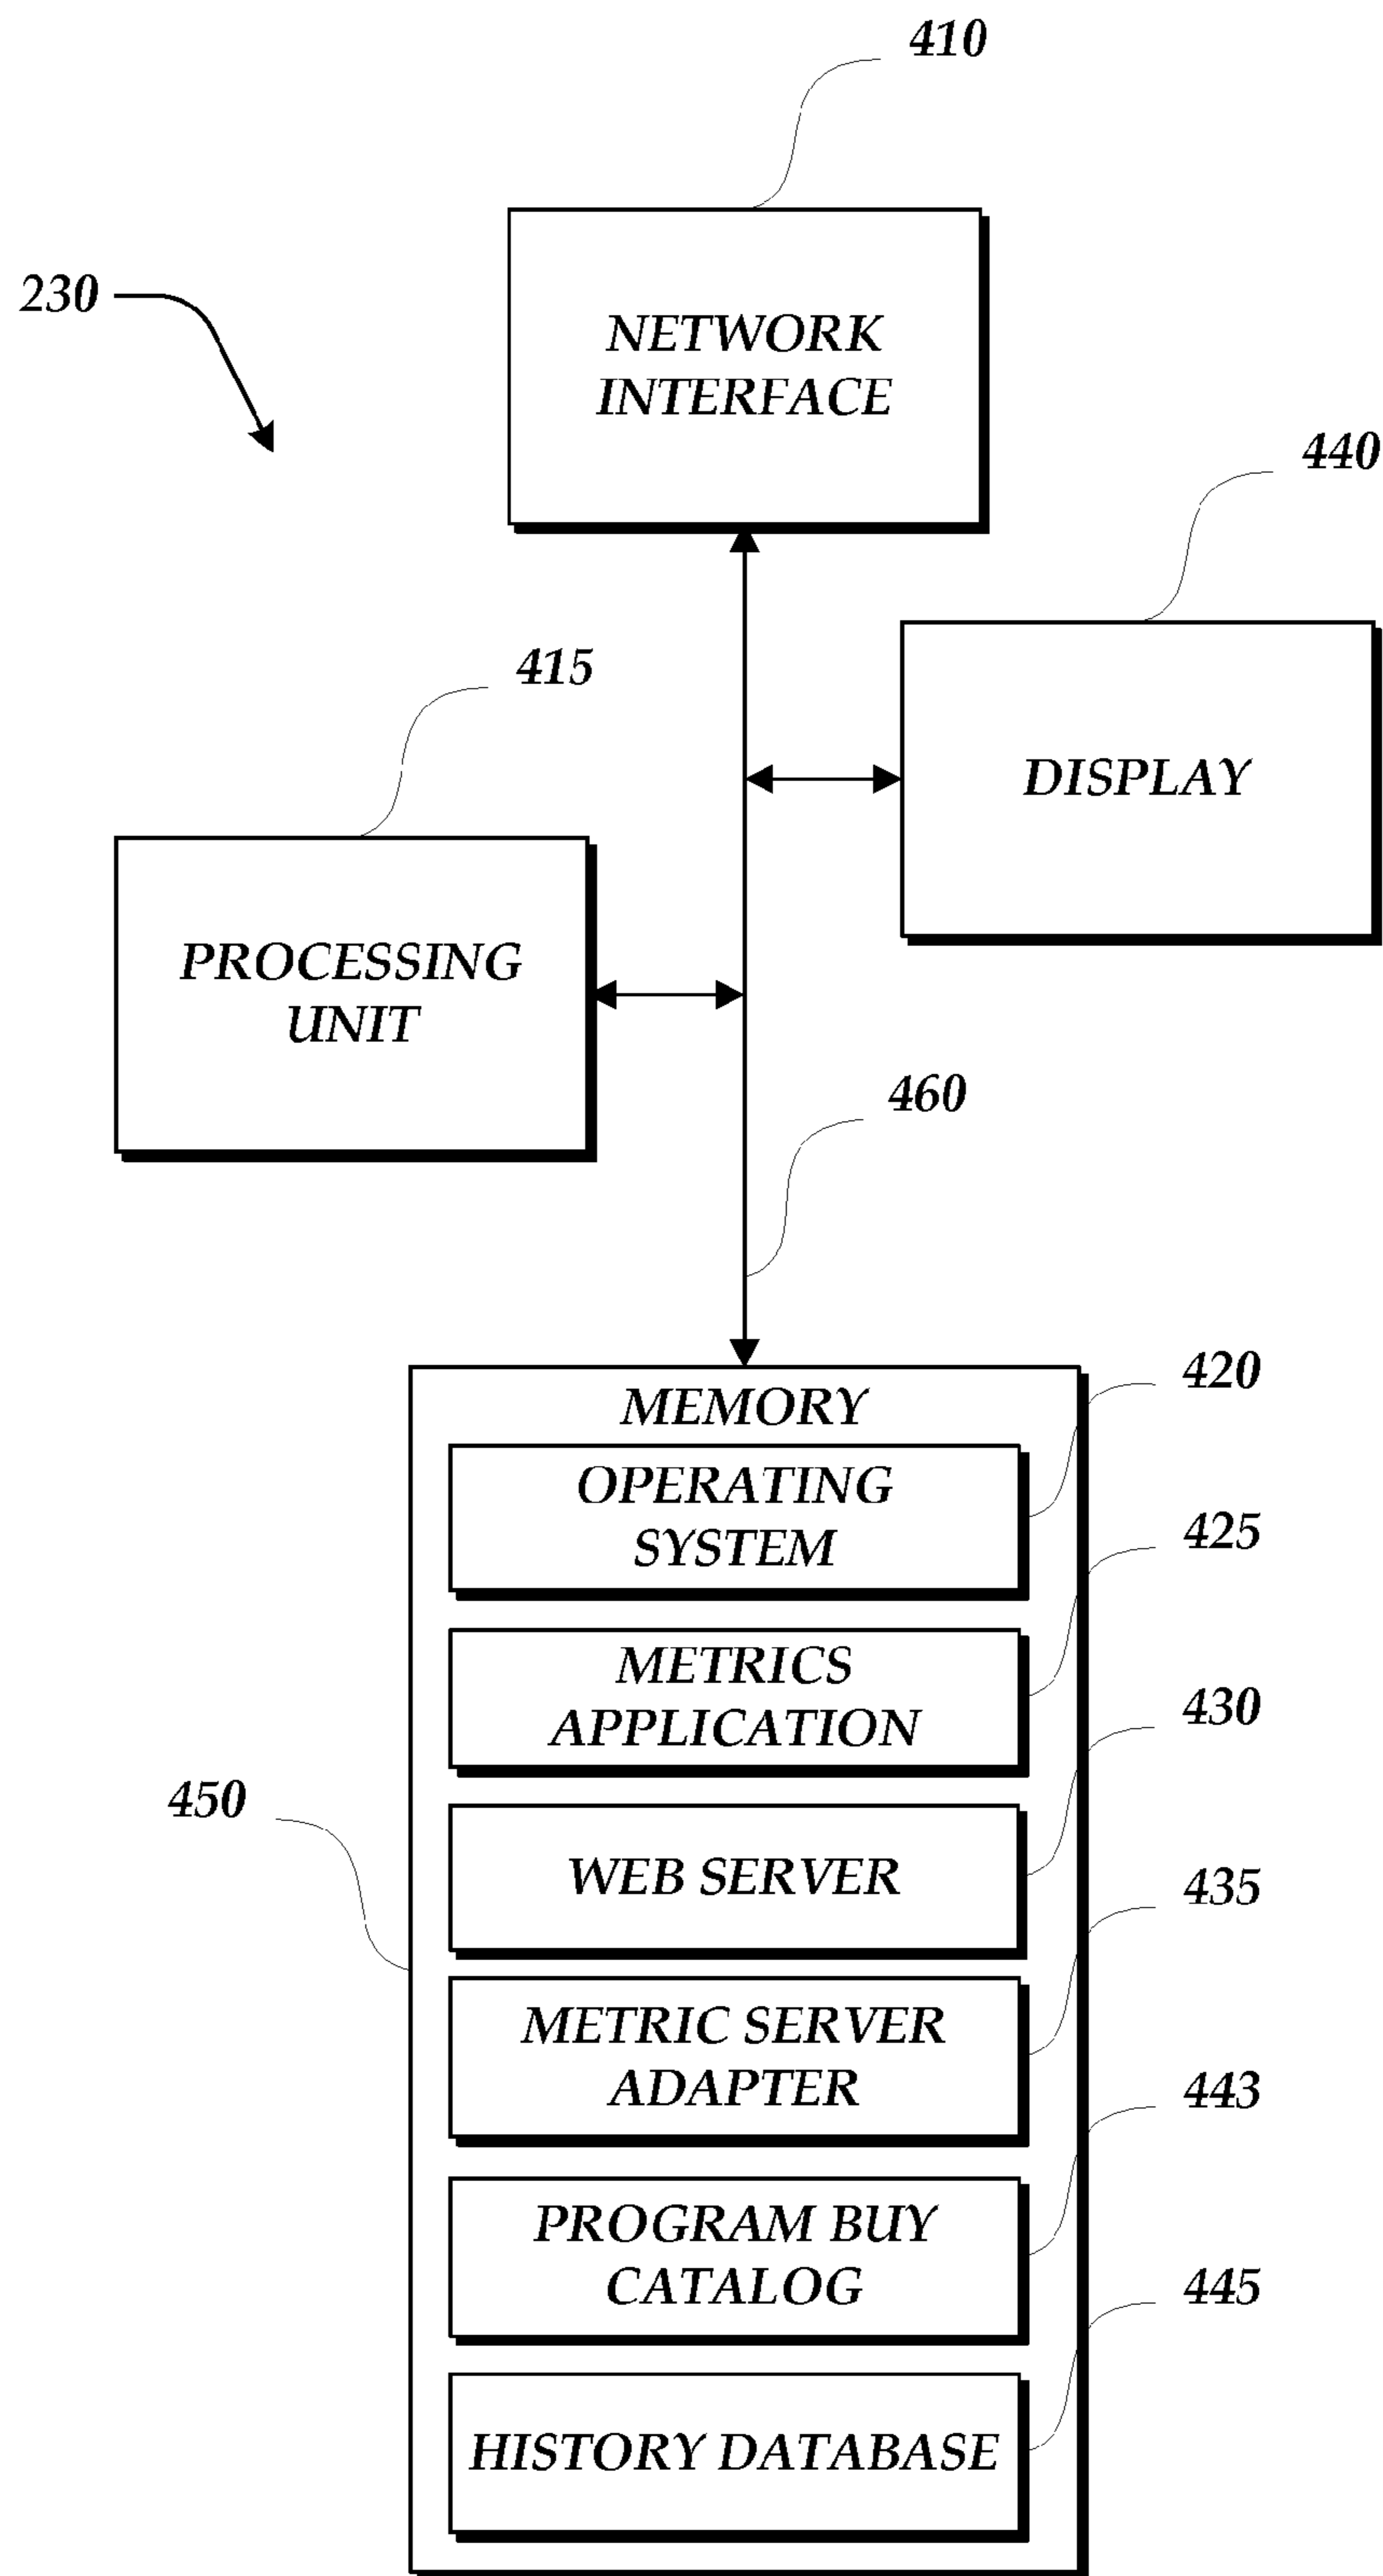 410
230
NETWORK
INTERFACE
440
415
DISPLAY
PROCESSING
UNIT
460
420
MEMORY
OPERATING
SYSTEM
425
METRICS
APPLICATION
430
450
WEB SERVER
435
METRIC SERVER
ADAPTER
443
PROGRAM BUY
CATALOG
445
HISTORY DATABASE